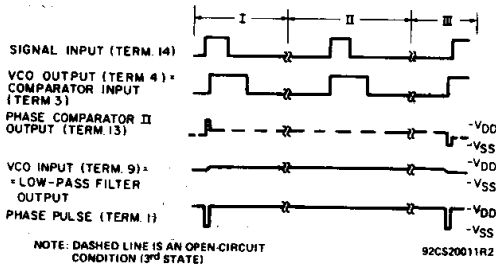 I II III
SIGNAL INPUT (TERM. 14)
VCO OUTPUT (TERM 4) =
COMPARATOR INPUT
(TERM 3)
PHASE COMPARATOR II
OUTPUT (TERM. 13)
-VDD
-VSS
VCO INPUT (TERM. 9)=
=LOW-PASS FILTER
OUTPUT
-VDD
-VSS
PHASE PULSE (TERM. 1)
-VDD
-VSS
NOTE: DASHED LINE IS AN OPEN-CIRCUIT
CONDITION (3rd STATE)
92CS20011R2